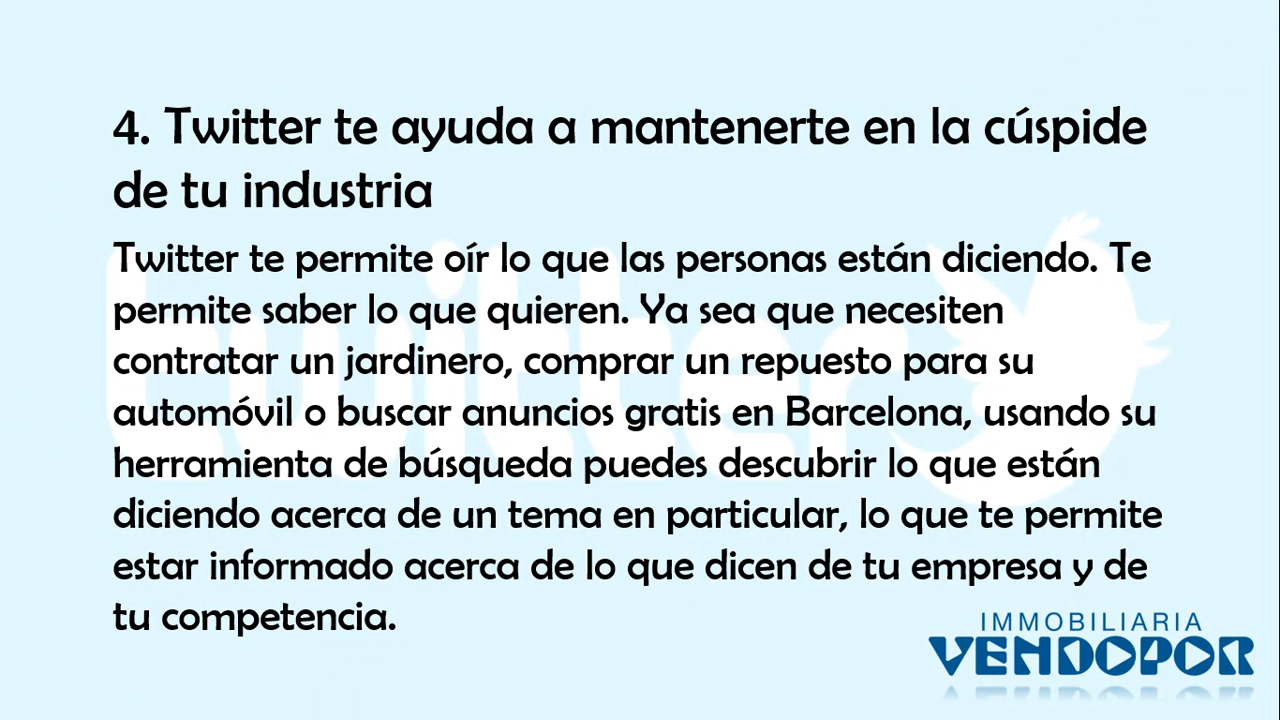 4. Twitter te ayuda a mantenerte en la cúspide
de tu industria
Twitter te permite oír lo que las personas están diciendo. Te
permite saber lo que quieren. Ya sea que necesiten
contratar un jardinero, comprar un repuesto para su
automóvil o buscar anuncios gratis en Barcelona, usando su
herramienta de búsqueda puedes descubrir lo que están
diciendo acerca de un tema en particular, lo que te permite
estar informado acerca de lo que dicen de tu empresa y de
tu competencia.
twitter
IMMOBILIARIA
VENDOPOR